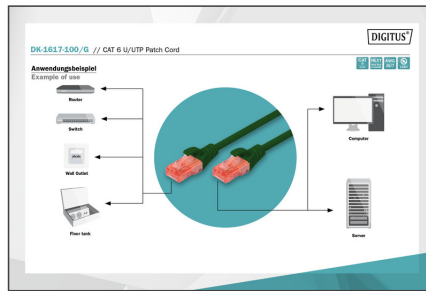 DIGITUS®
DK-1617-100/G // CAT 6 U/UTP Patch Cord
Anwendungsbeispiel
Example of use
Router
Switch
Wall Outlet
Floor tank
Computer
Server